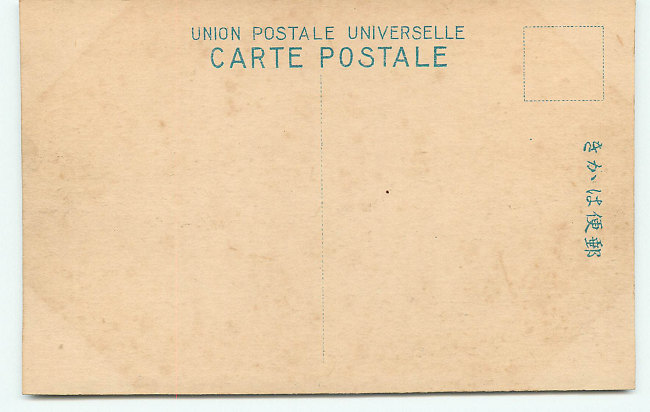 UNION POSTALE UNIVERSELLE
CARTE POSTALE
郵便はかき